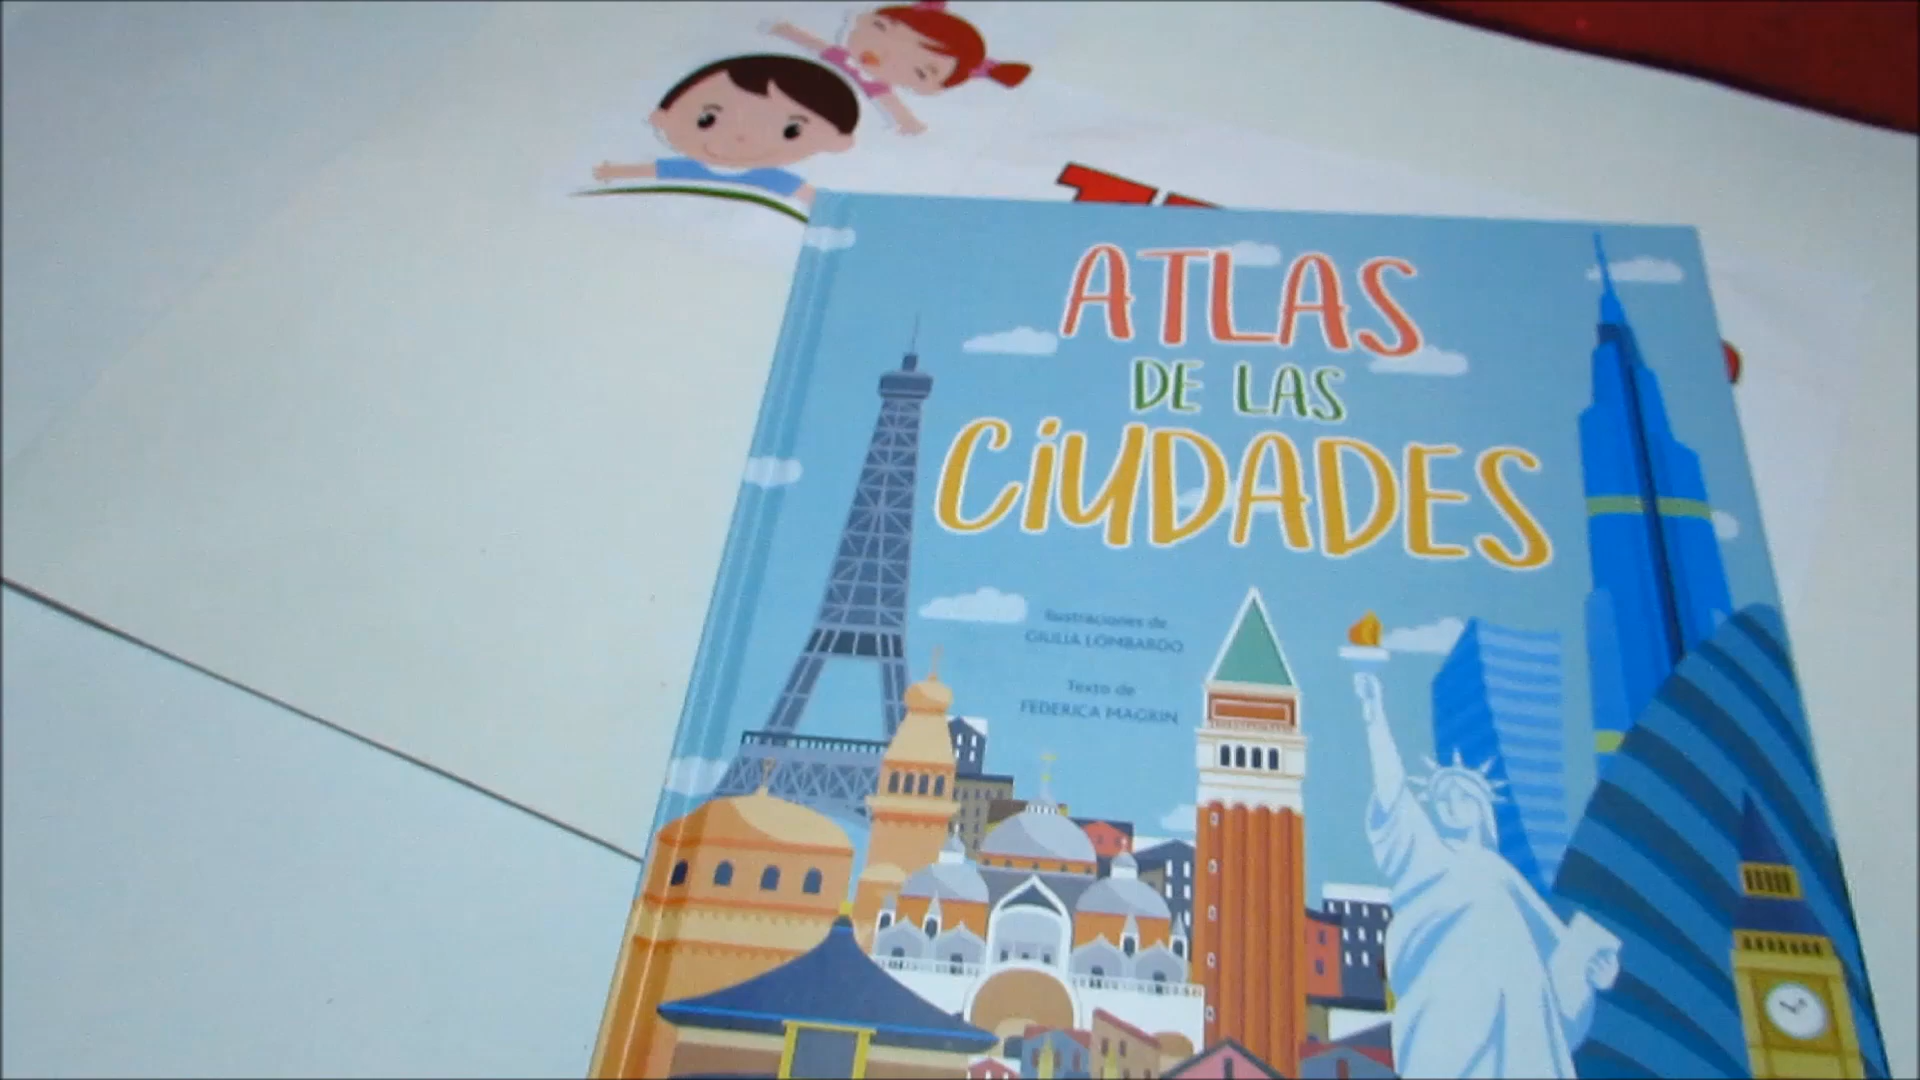 ATLAS
DE LAS
CIUDADES
Ilustraciones de
GIULIA LOMBARDO
Texto de
FEDERICA MAGRIN